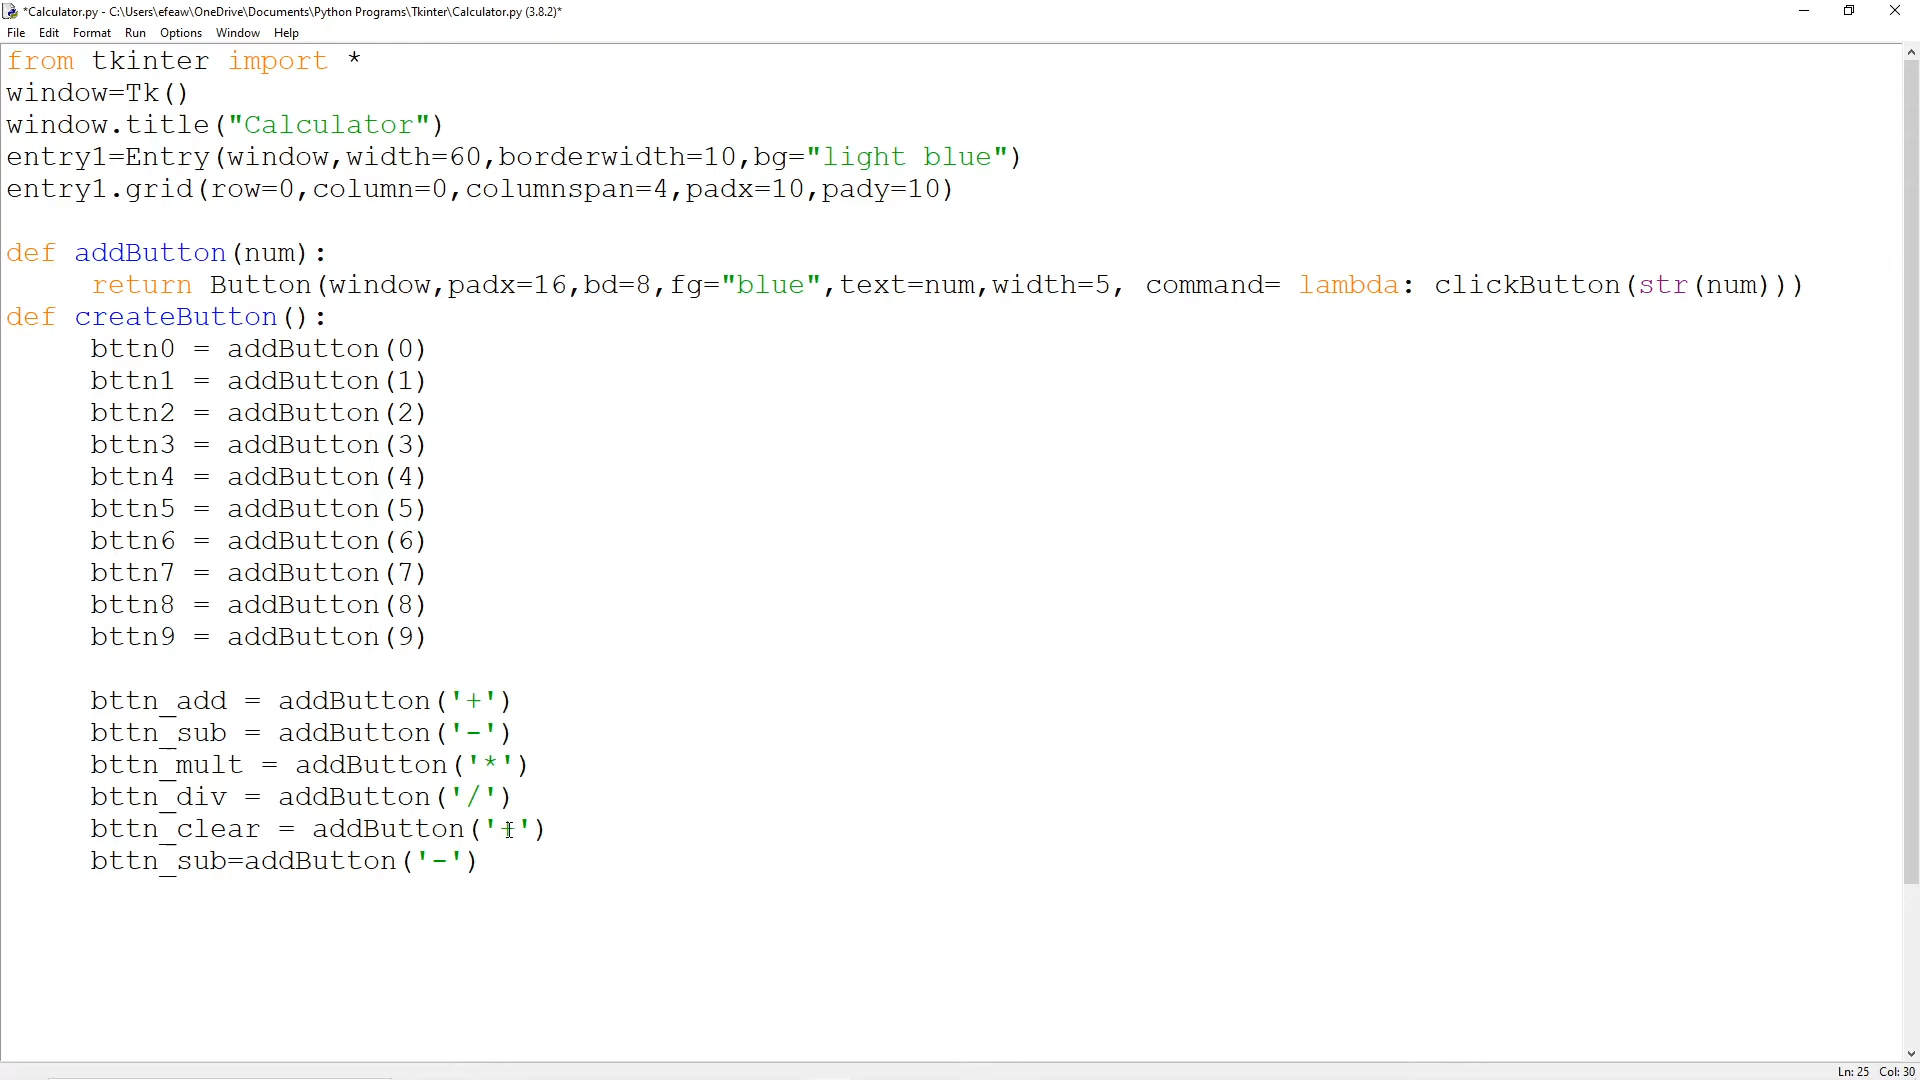 *Calculator.py - C:\Users\efeaw\OneDrive\Documents\Python Programs\Tkinter\Calculator.py (3.8.2)*
File Edit Format Run Options Window Help
from tkinter import *
window=Tk()
window.title("Calculator")
entry1=Entry(window,width=60,borderwidth=10,bg="light blue")
entry1.grid(row=0,column=0,columnspan=4,padx=10,pady=10)

def addButton(num):
     return Button(window,padx=16,bd=8,fg="blue",text=num,width=5, command= lambda: clickButton(str(num)))
def createButton():
     bttn0 = addButton(0)
     bttn1 = addButton(1)
     bttn2 = addButton(2)
     bttn3 = addButton(3)
     bttn4 = addButton(4)
     bttn5 = addButton(5)
     bttn6 = addButton(6)
     bttn7 = addButton(7)
     bttn8 = addButton(8)
     bttn9 = addButton(9)

     bttn_add = addButton('+')
     bttn_sub = addButton('-')
     bttn_mult = addButton('*')
     bttn_div = addButton('/')
     bttn_clear = addButton('+')
     bttn_sub=addButton('-')
Ln: 25 Col: 30